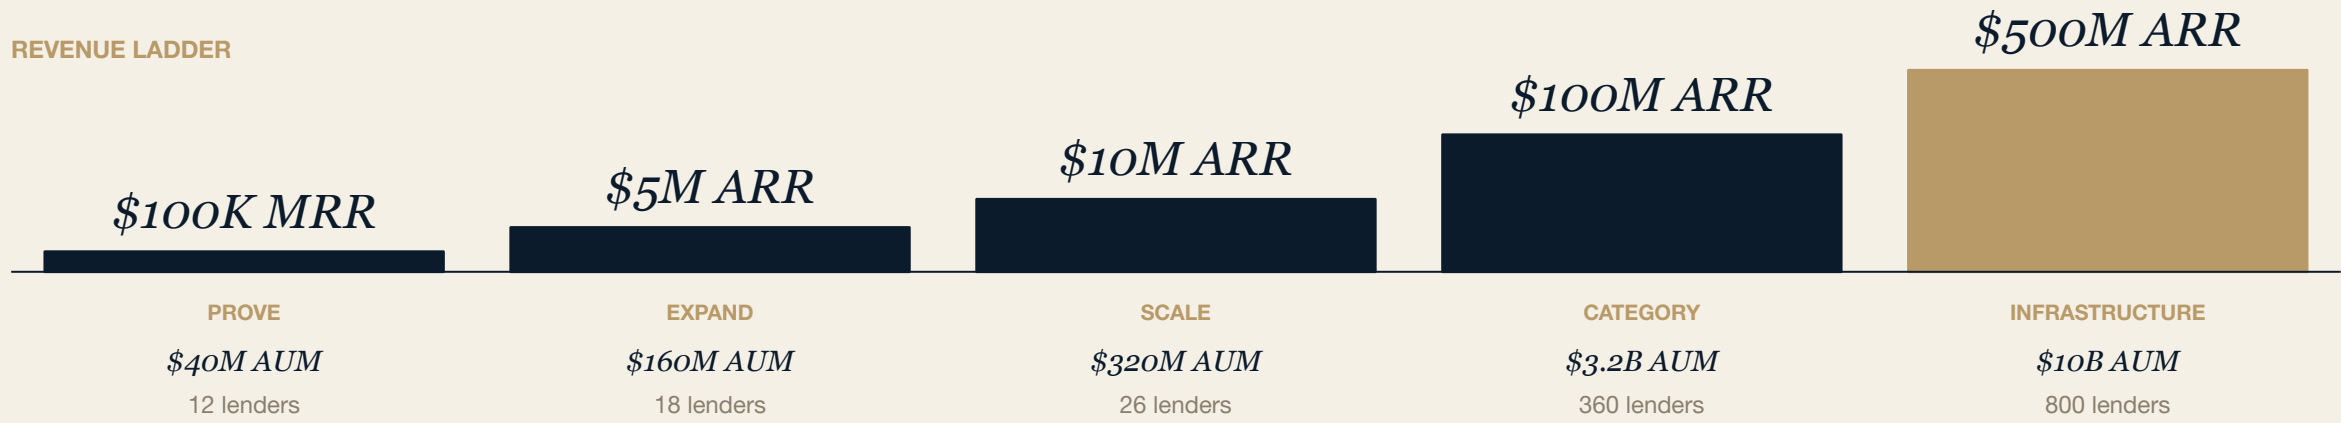 REVENUE LADDER
$100K MRR
$5M ARR
$10M ARR
$100M ARR
$500M ARR
PROVE
$40M AUM
12 lenders
EXPAND
$160M AUM
18 lenders
SCALE
$320M AUM
26 lenders
CATEGORY
$3.2B AUM
360 lenders
INFRASTRUCTURE
$10B AUM
800 lenders